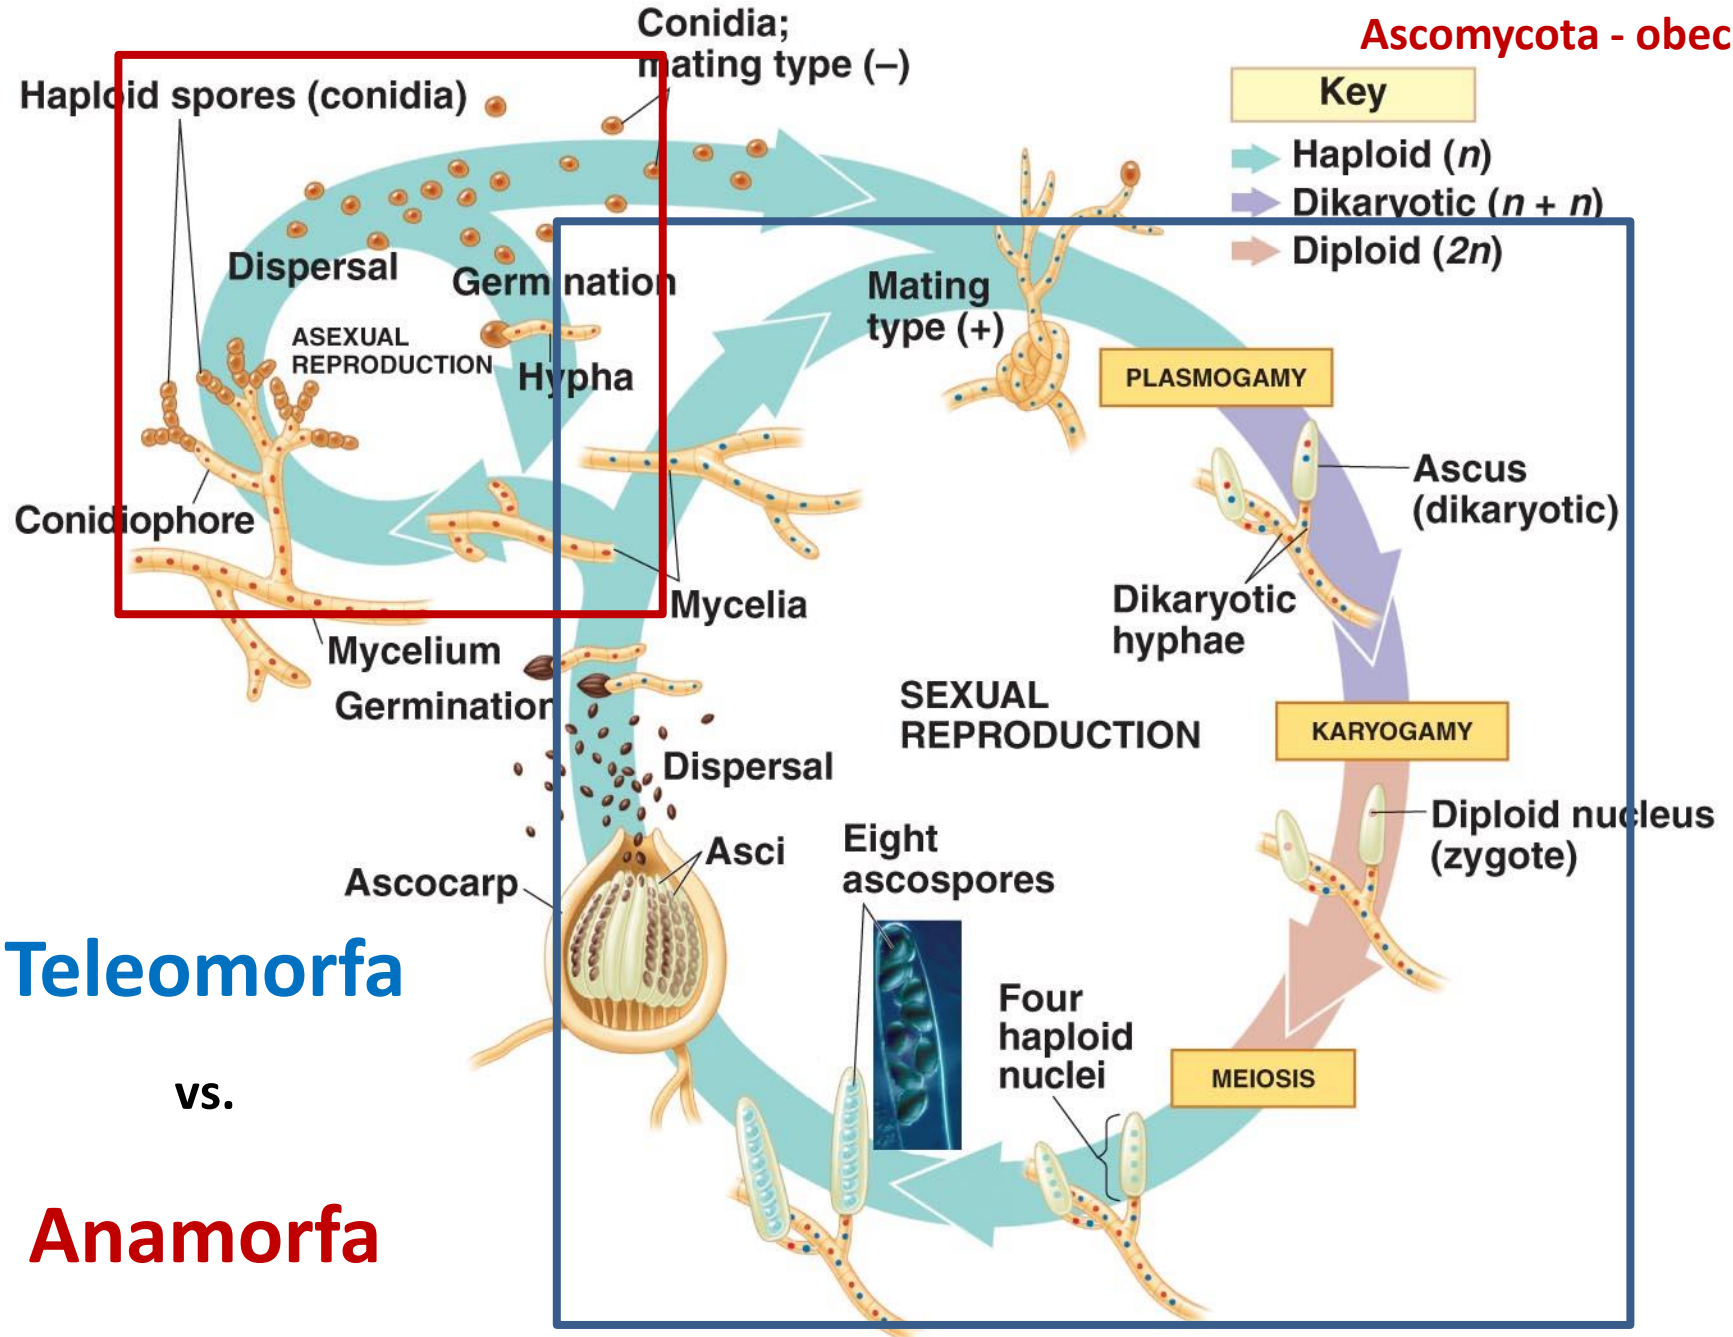 Conidia;
mating type (–)
Ascomycota - obec
Key
Haploid (n)
Dikaryotic (n + n)
Diploid (2n)
Haploid spores (conidia)
Dispersal
Germination
ASEXUAL
REPRODUCTION
Hypha
Mating
type (+)
PLASMOGAMY
Ascus
(dikaryotic)
Conidiophore
Mycelia
Dikaryotic
hyphae
Mycelium
Germination
SEXUAL
REPRODUCTION
KARYOGAMY
Dispersal
Diploid nucleus
(zygote)
Asci
Eight
ascospores
Ascocarp
Teleomorfa
vs.
Anamorfa
Four
haploid
nuclei
MEIOSIS